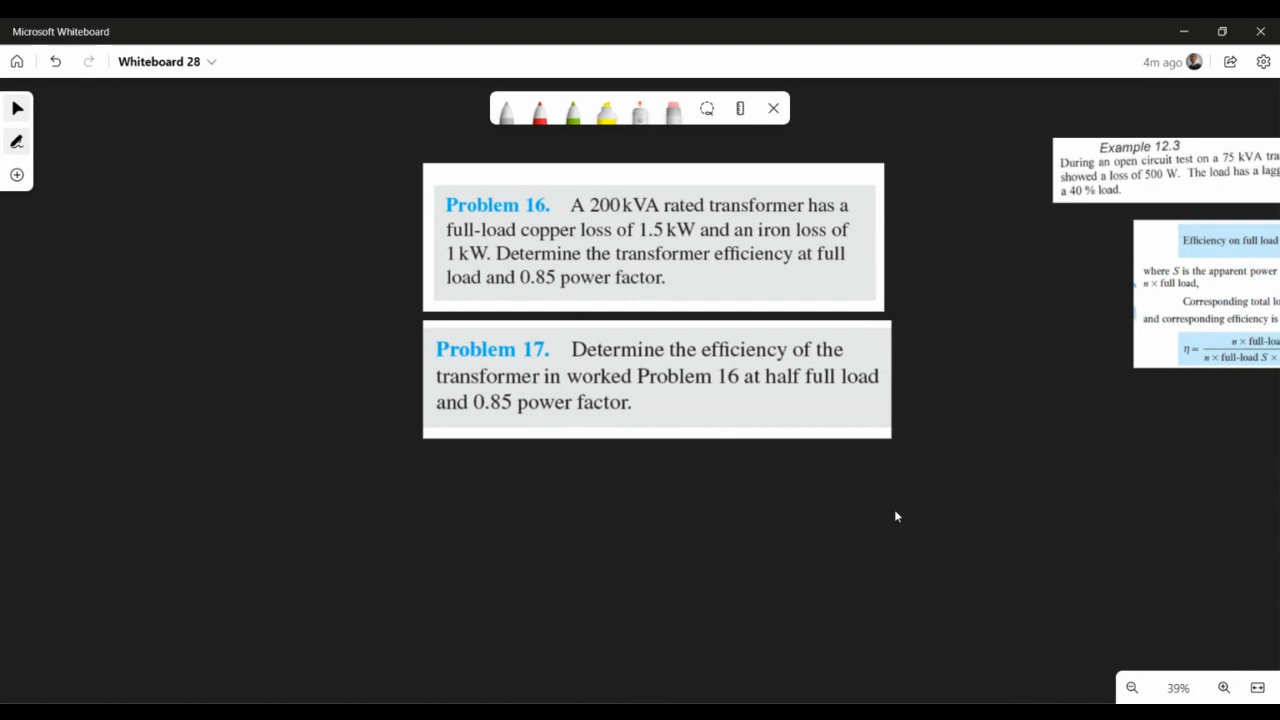 Microsoft Whiteboard
Whiteboard 28
4m ago
Example 12.3
During an open circuit test on a 75 kVA
showed a loss of 500 W. The load has a
a 40 % load.
Problem 16. A 200 kVA rated transformer has a
full-load copper loss of 1.5 kW and an iron loss of
1 kW. Determine the transformer efficiency at full
load and 0.85 power factor.
Efficiency on full load
where S is the apparent power
n × full load,
Corresponding total
and corresponding efficiency is
n ×
η =
n × full-load S ×
Problem 17. Determine the efficiency of the
transformer in worked Problem 16 at half full load
and 0.85 power factor.
39%